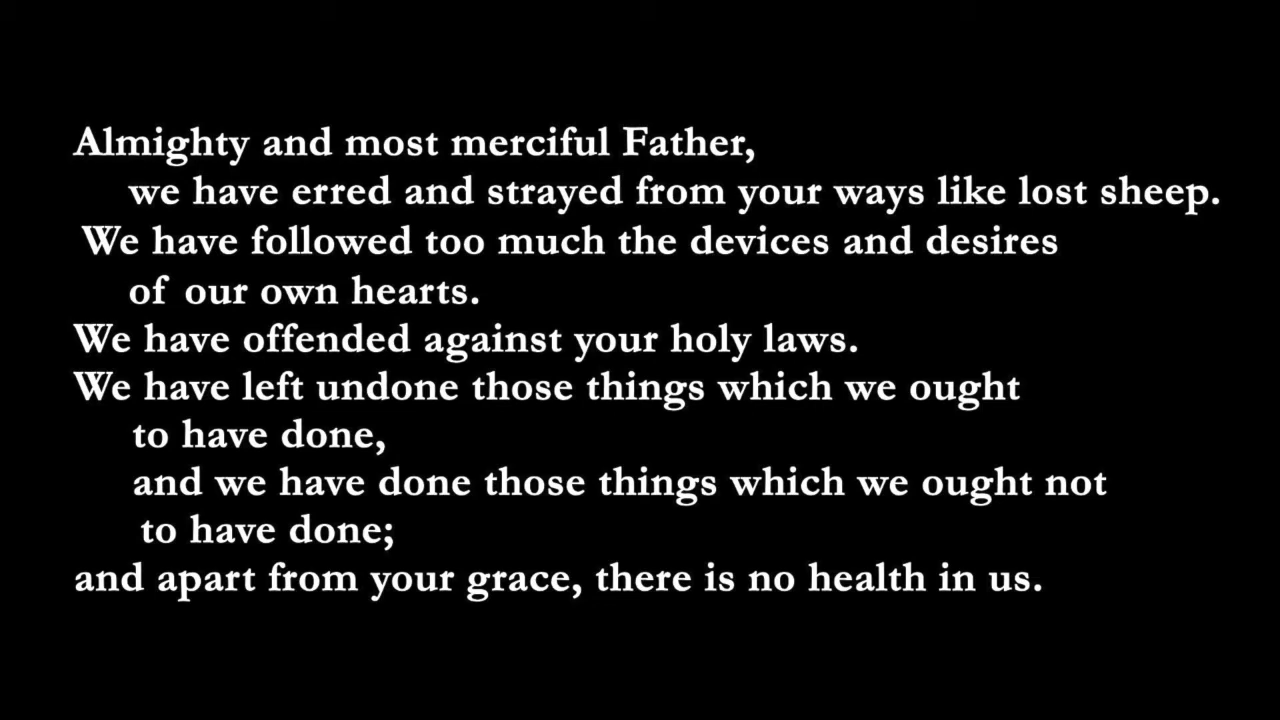 Almighty and most merciful Father,
we have erred and strayed from your ways like lost sheep.
We have followed too much the devices and desires
of our own hearts.
We have offended against your holy laws.
We have left undone those things which we ought
to have done,
and we have done those things which we ought not
to have done;
and apart from your grace, there is no health in us.